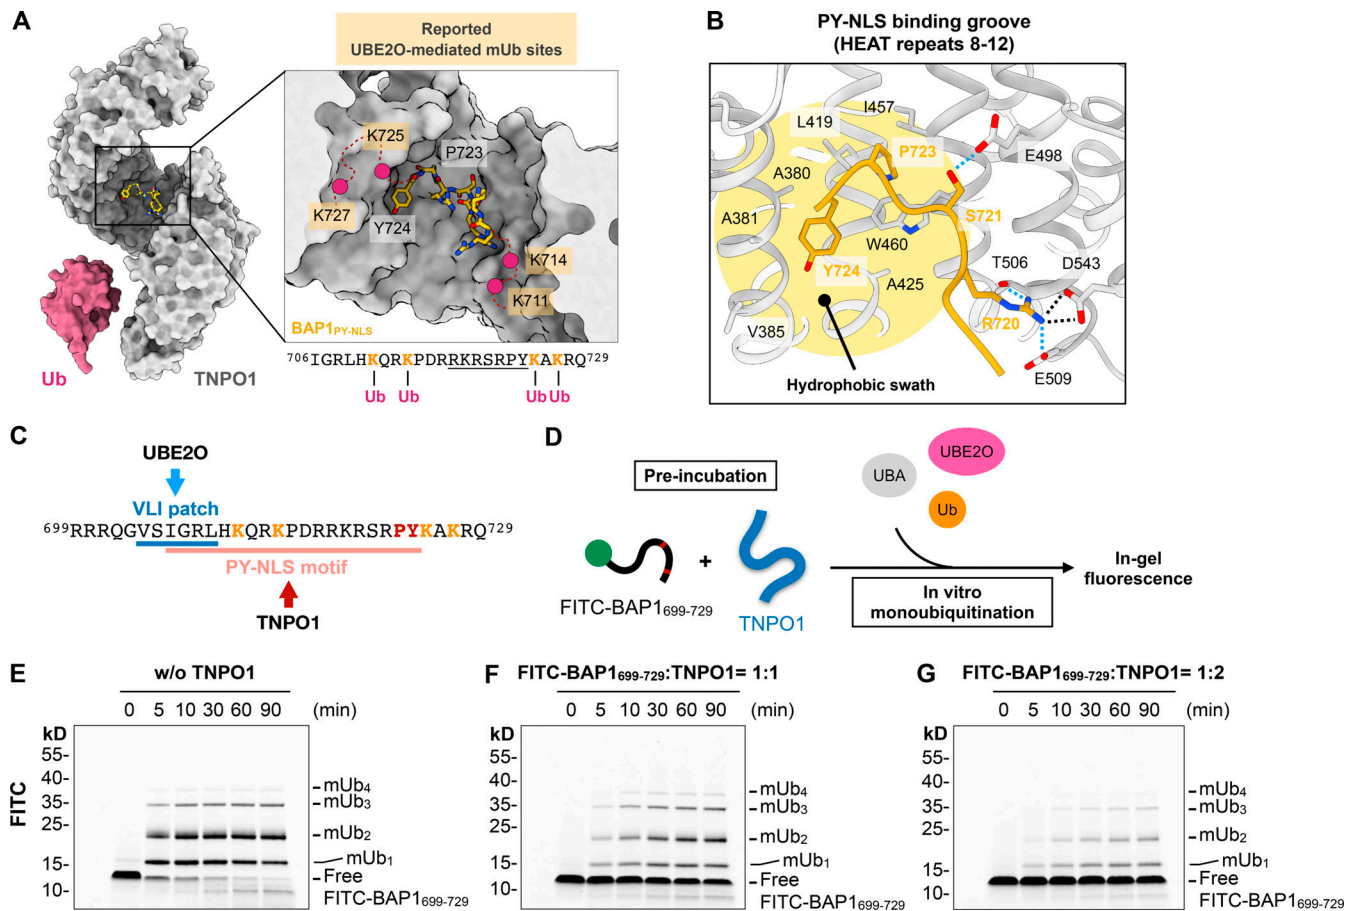 A
Reported
UBE2O-mediated mUb sites
K725
P723
K727
Y724
K714
K711
BAP1PY-NLS
Ub
TNPO1
706IGRLHKQRKPDRRKRSRPYKAKRQ729
Ub Ub Ub Ub
B
PY-NLS binding groove
(HEAT repeats 8-12)
I457
L419
P723
E498
A380
A381
S721
W460
Y724
T506
D543
A425
R720
V385
E509
Hydrophobic swath
C
UBE2O
VLI patch
699RRRQGVSIGRLHKQRKPDRRKRSRPYKAKRQ729
PY-NLS motif
TNPO1
D
Pre-incubation
UBE2O
UBA
Ub
+
FITC-BAP1699-729
TNPO1
In vitro
monoubiquitination
In-gel
fluorescence
E
w/o TNPO1
0 5 10 30 60 90 (min)
kD
55-
40-
35-
25-
15-
10-
FITC
mUb4
mUb3
mUb2
mUb1
Free
FITC-BAP1699-729
F
FITC-BAP1699-729:TNPO1= 1:1
0 5 10 30 60 90 (min)
kD
55-
40-
35-
25-
15-
10-
mUb4
mUb3
mUb2
mUb1
Free
FITC-BAP1699-729
G
FITC-BAP1699-729:TNPO1= 1:2
0 5 10 30 60 90 (min)
kD
55-
40-
35-
25-
15-
10-
mUb4
mUb3
mUb2
mUb1
Free
FITC-BAP1699-729